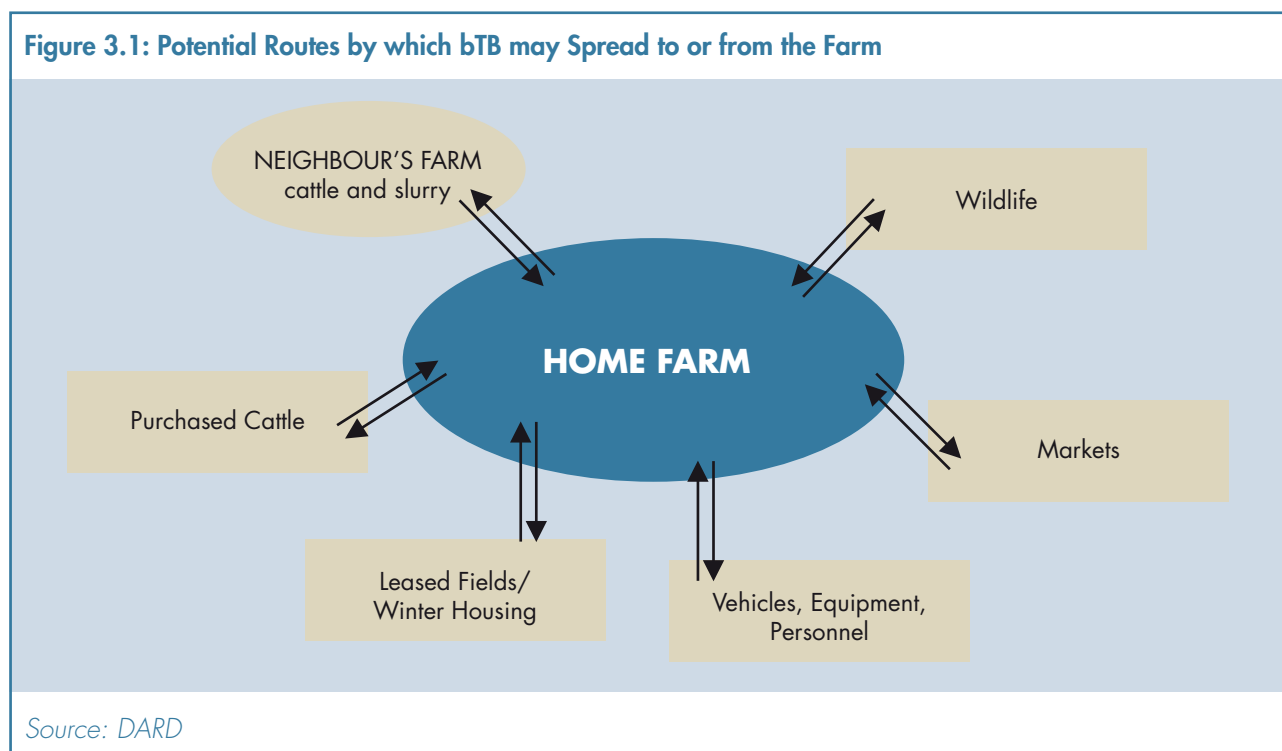 Figure 3.1: Potential Routes by which bTB may Spread to or from the Farm
NEIGHBOUR'S FARM
cattle and slurry
Wildlife
HOME FARM
Purchased Cattle
Markets
Leased Fields/
Winter Housing
Vehicles, Equipment,
Personnel
Source: DARD